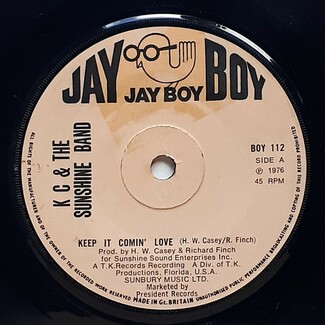 JAY BOY
JAY BOY
K C & THE
SUNSHINE BAND
BOY 112
SIDE A
℗ 1976
45 RPM
KEEP IT COMIN' LOVE (H. W. CASEY/R. FINCH)
Prod. by H. W. Casey & Richard Finch
for Sunshine Sound Enterprises Inc.
A T.K. Records Recording A Div. of T.K.
Productions, Florida, U.S.A.
SUNBURY MUSIC LTD.
Marketed by
President Records
ALL RIGHTS OF THE MANUFACTURER AND OF THE OWNER OF THE RECORDED WORK RESERVED MADE IN GT. BRITAIN UNAUTHORISED PUBLIC PERFORMANCE BROADCASTING AND COPYING OF THIS RECORD PROHIBITED